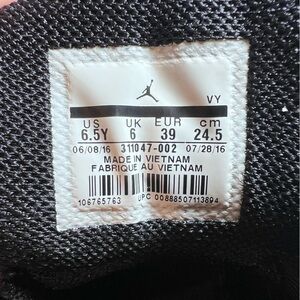 VY
US UK EUR cm
6.5Y 6 39 24.5
06/08/16 311047-002 07/28/16
MADE IN VIETNAM
FABRIQUE AU VIETNAM
106765763 UPC 00888507113894